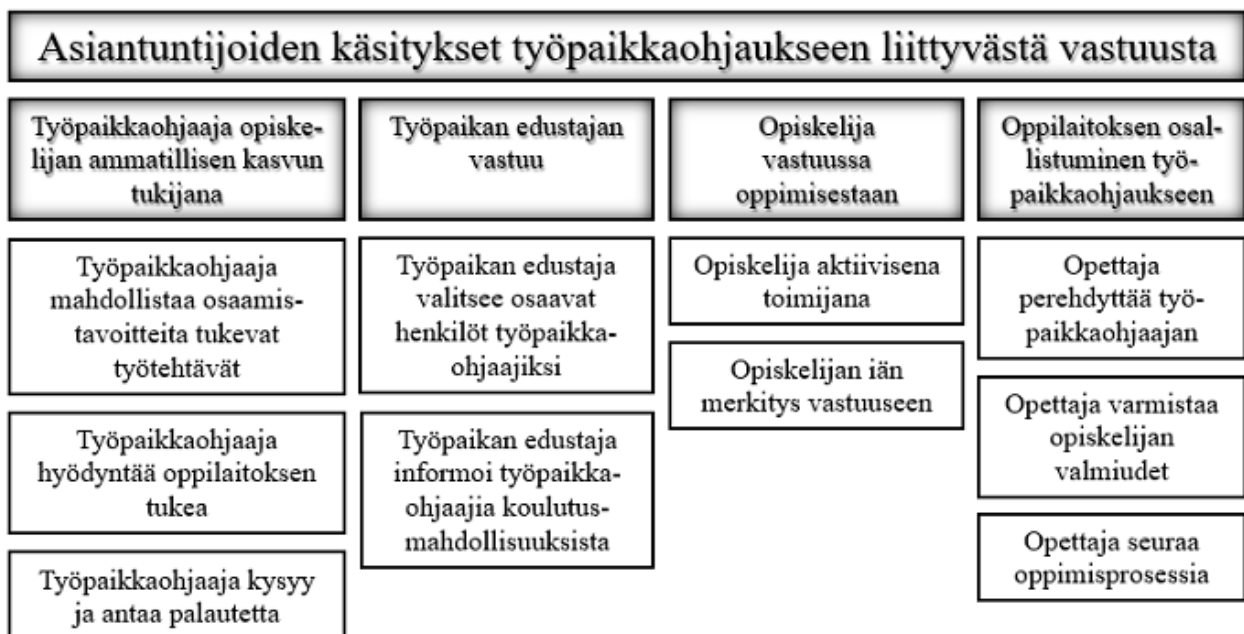 Asiantuntijoiden käsitykset työpaikkaohjaukseen liittyvästä vastuusta
Työpaikkaohjaaja opiske-
lijan ammatillisen kasvun
tukijana
Työpaikkaohjaaja
mahdollistaa osaamis-
tavoitteita tukevat
työtehtävät
Työpaikkaohjaaja
hyödyntää oppilaitoksen
tukea
Työpaikkaohjaaja kysyy
ja antaa palautetta
Työpaikan edustajan
vastuu
Työpaikan edustaja
valitsee osaavat
henkilöt työpaikka-
ohjaajiksi
Työpaikan edustaja
informoi työpaikka-
ohjaajia koulutus-
mahdollisuuksista
Opiskelija
vastuussa
oppimisestaan
Opiskelija aktiivisena
toimijana
Opiskelijan iän
merkitys vastuuseen
Oppilaitoksen osal-
listuminen työ-
paikkaohjaukseen
Opettaja
perehdyttää työ-
paikkaohjaajan
Opettaja varmistaa
opiskelijan
valmiudet
Opettaja seuraa
oppimisprosessia